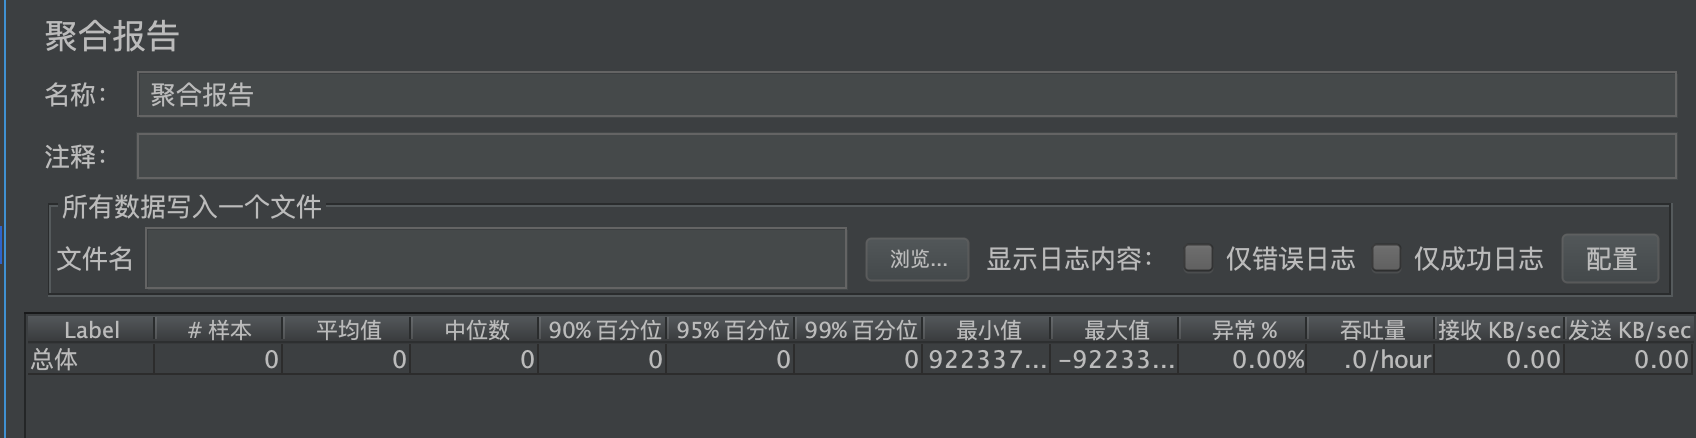 聚合报告
名称： 聚合报告
注释：
所有数据写入一个文件
文件名 浏览... 显示日志内容： 仅错误日志 仅成功日志 配置
Label # 样本 平均值 中位数 90% 百分位 95% 百分位 99% 百分位 最小值 最大值 异常 % 吞吐量 接收 KB/sec 发送 KB/sec
总体 0 0 0 0 0 0 922337... -92233... 0.00% .0/hour 0.00 0.00